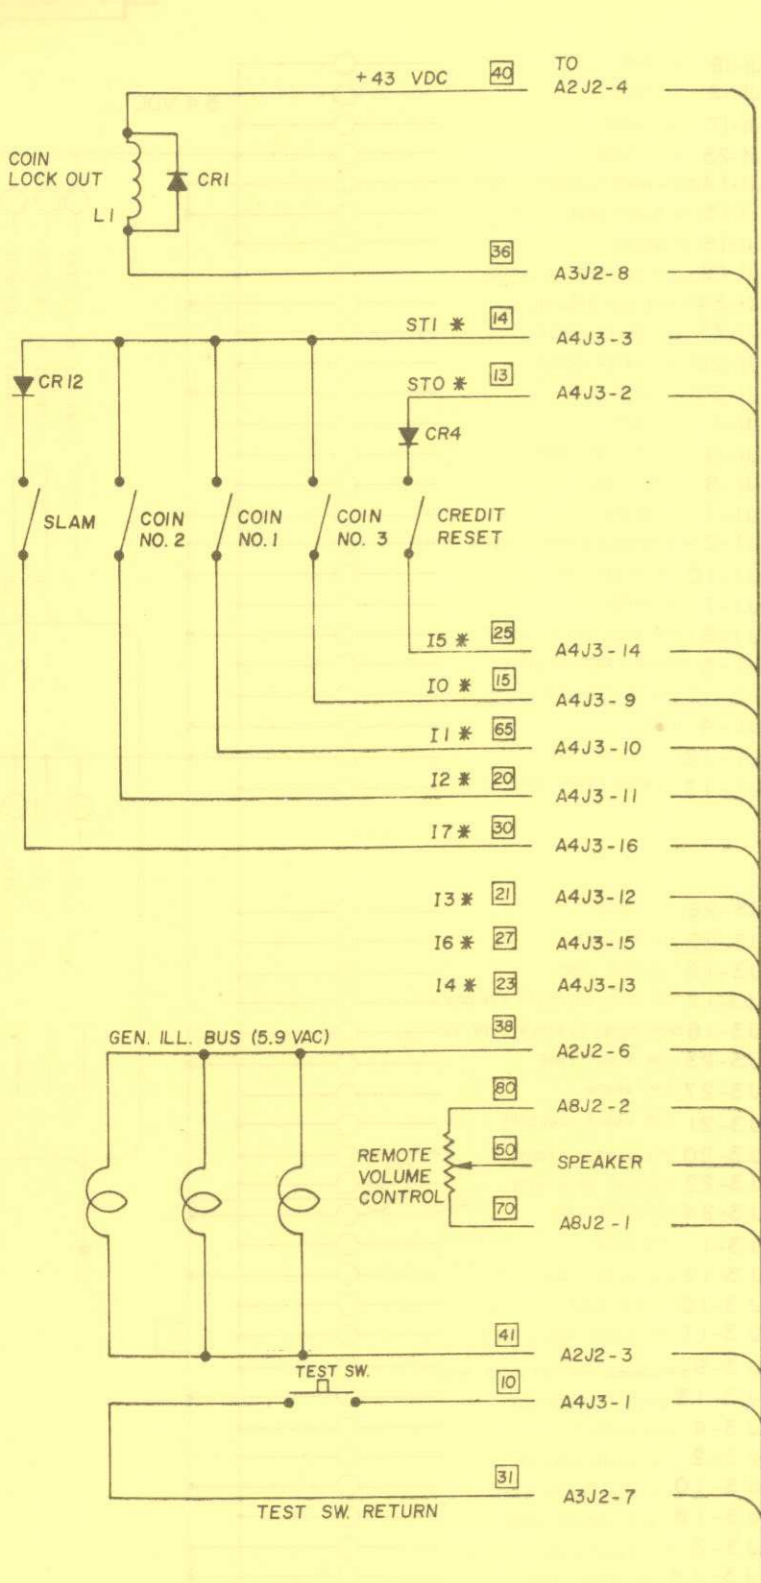 +43 VDC 40 TO
A2J2-4
COIN
LOCK OUT
CR1
L1
36 A3J2-8
ST1 * 14 A4J3-3
CR12
ST0 * 13 A4J3-2
CR4
SLAM
COIN
NO. 2
COIN
NO. 1
COIN
NO. 3
CREDIT
RESET
I5 * 25 A4J3-14
I0 * 15 A4J3-9
I1 * 65 A4J3-10
I2 * 20 A4J3-11
I7 * 30 A4J3-16
I3 * 21 A4J3-12
I6 * 27 A4J3-15
I4 * 23 A4J3-13
GEN. ILL. BUS (5.9 VAC) 38 A2J2-6
80 A8J2-2
REMOTE
VOLUME
CONTROL
50 SPEAKER
70 A8J2-1
41 A2J2-3
TEST SW. 10 A4J3-1
31 A3J2-7
TEST SW. RETURN